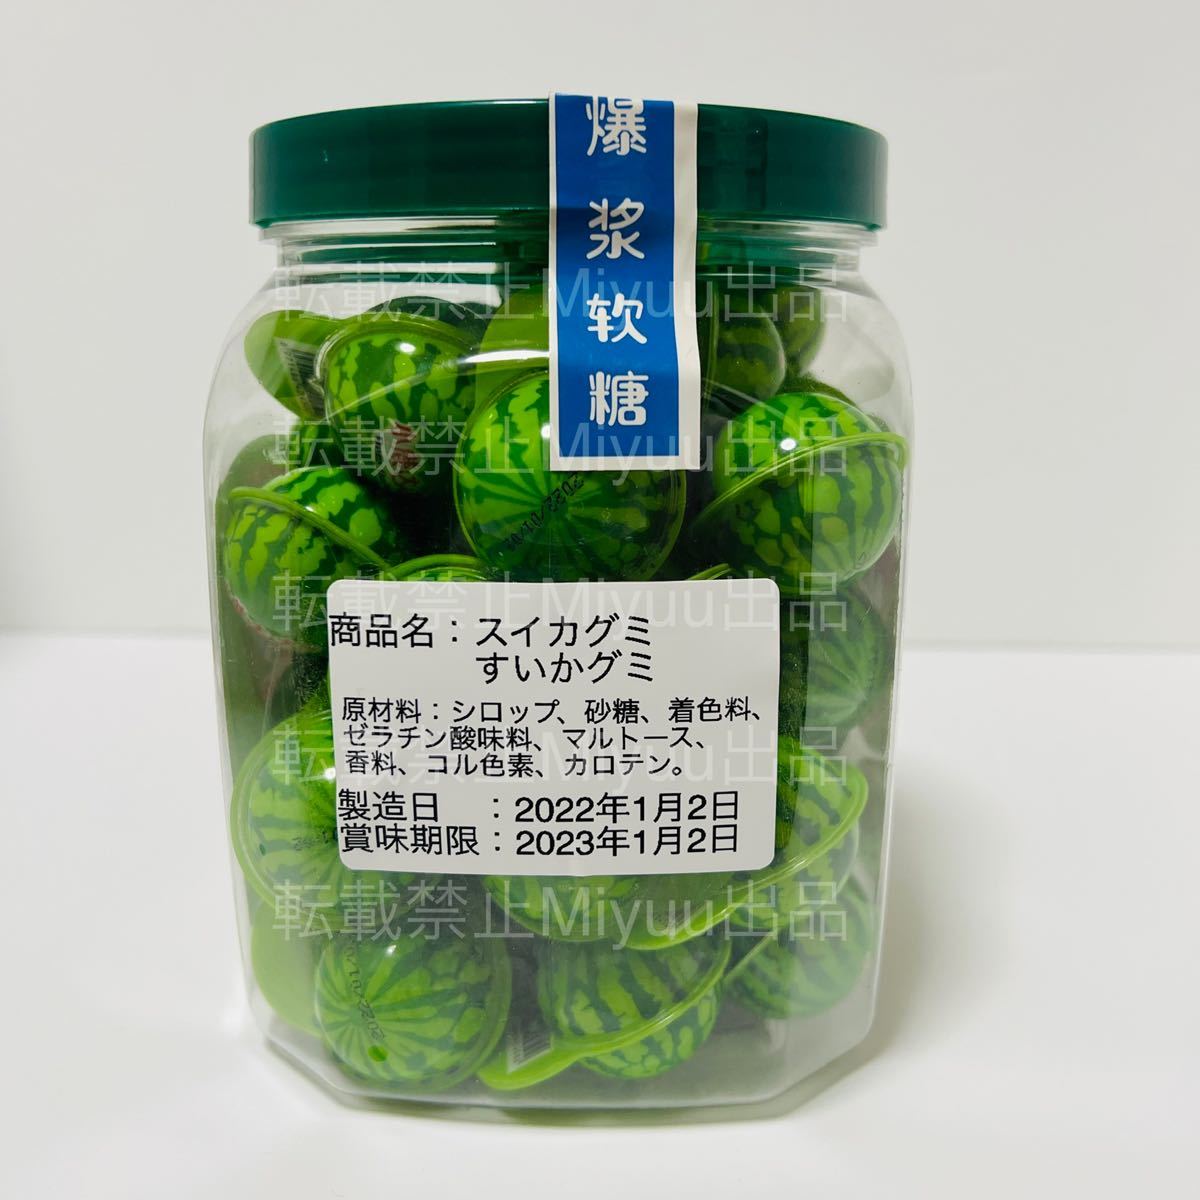 爆浆软糖
転載禁止Miyuu出品
転載禁止Miyuu出品
2022/01/02
転載禁止Miyuu出品
商品名：スイカグミ
すいかグミ
原材料：シロップ、砂糖、着色料、
ゼラチン酸味料、マルトース、
香料、コル色素、カロテン。
転載禁止Miyuu出品
製造日　：2022年1月2日
賞味期限：2023年1月2日
転載禁止Miyuu出品